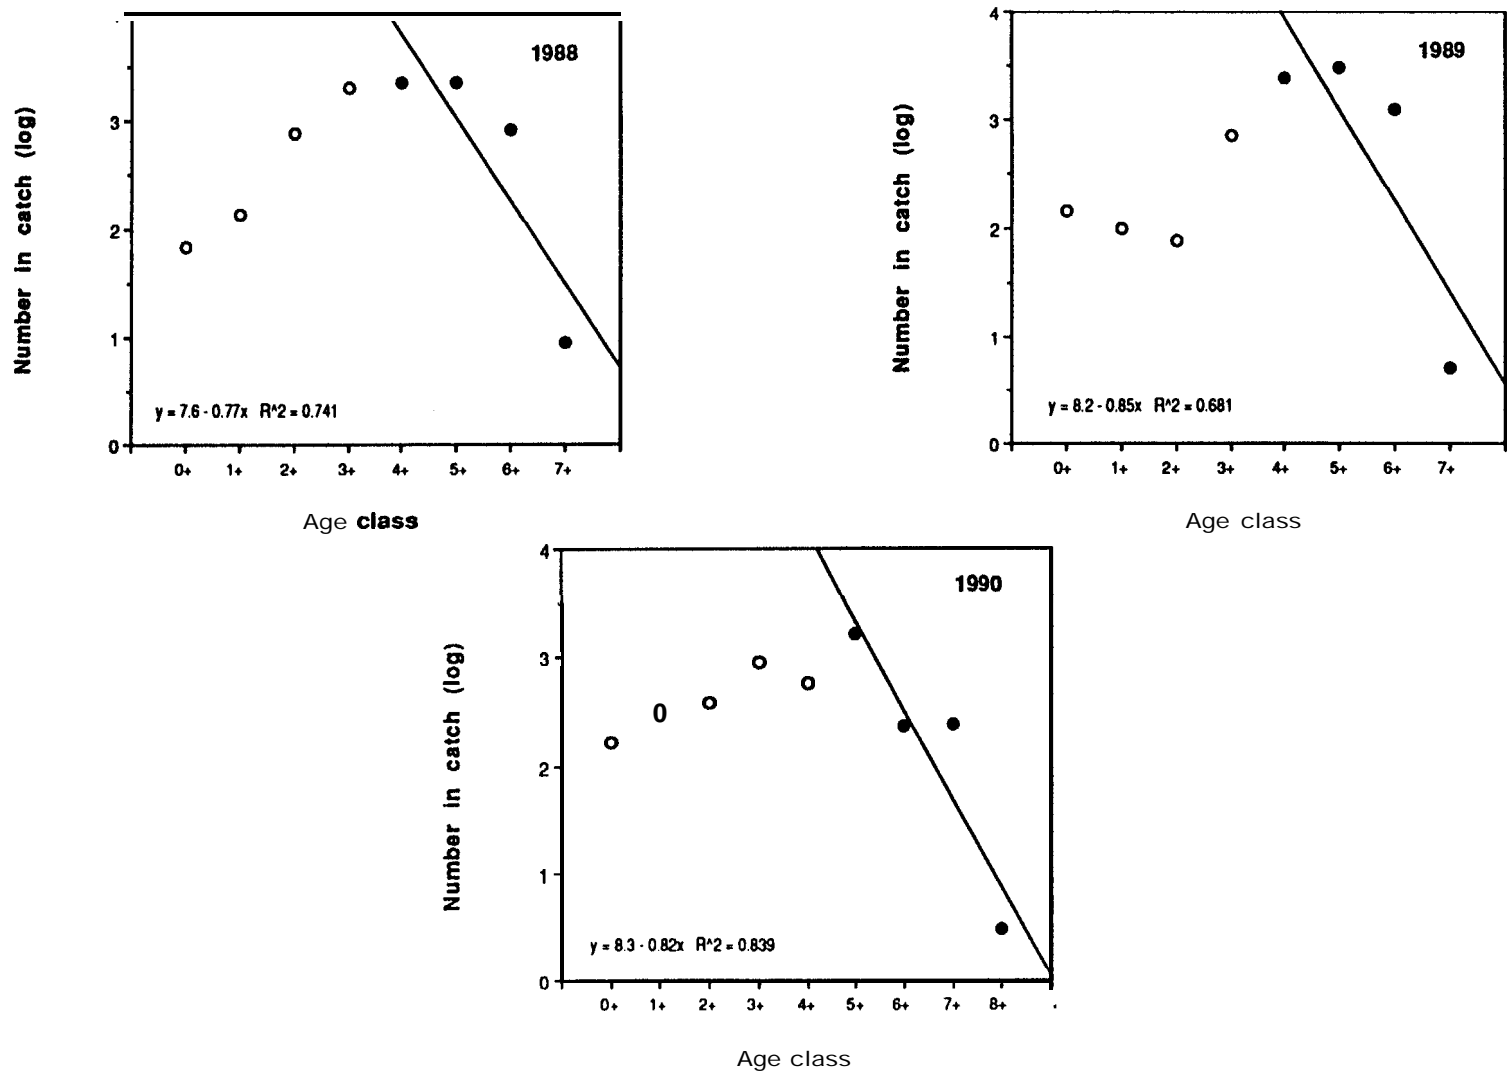 1988
Number in catch (log)
3
2
1
0
y = 7.6 - 0.77x R^2 = 0.741
0+ 1+ 2+ 3+ 4+ 5+ 6+ 7+
Age class
1989
Number in catch (log)
4
3
2
1
0
y = 8.2 - 0.85x R^2 = 0.681
0+ 1+ 2+ 3+ 4+ 5+ 6+ 7+
Age class
1990
Number in catch (log)
4
3
2
1
0
y = 8.3 - 0.82x R^2 = 0.839
0+ 1+ 2+ 3+ 4+ 5+ 6+ 7+ 8+
Age class